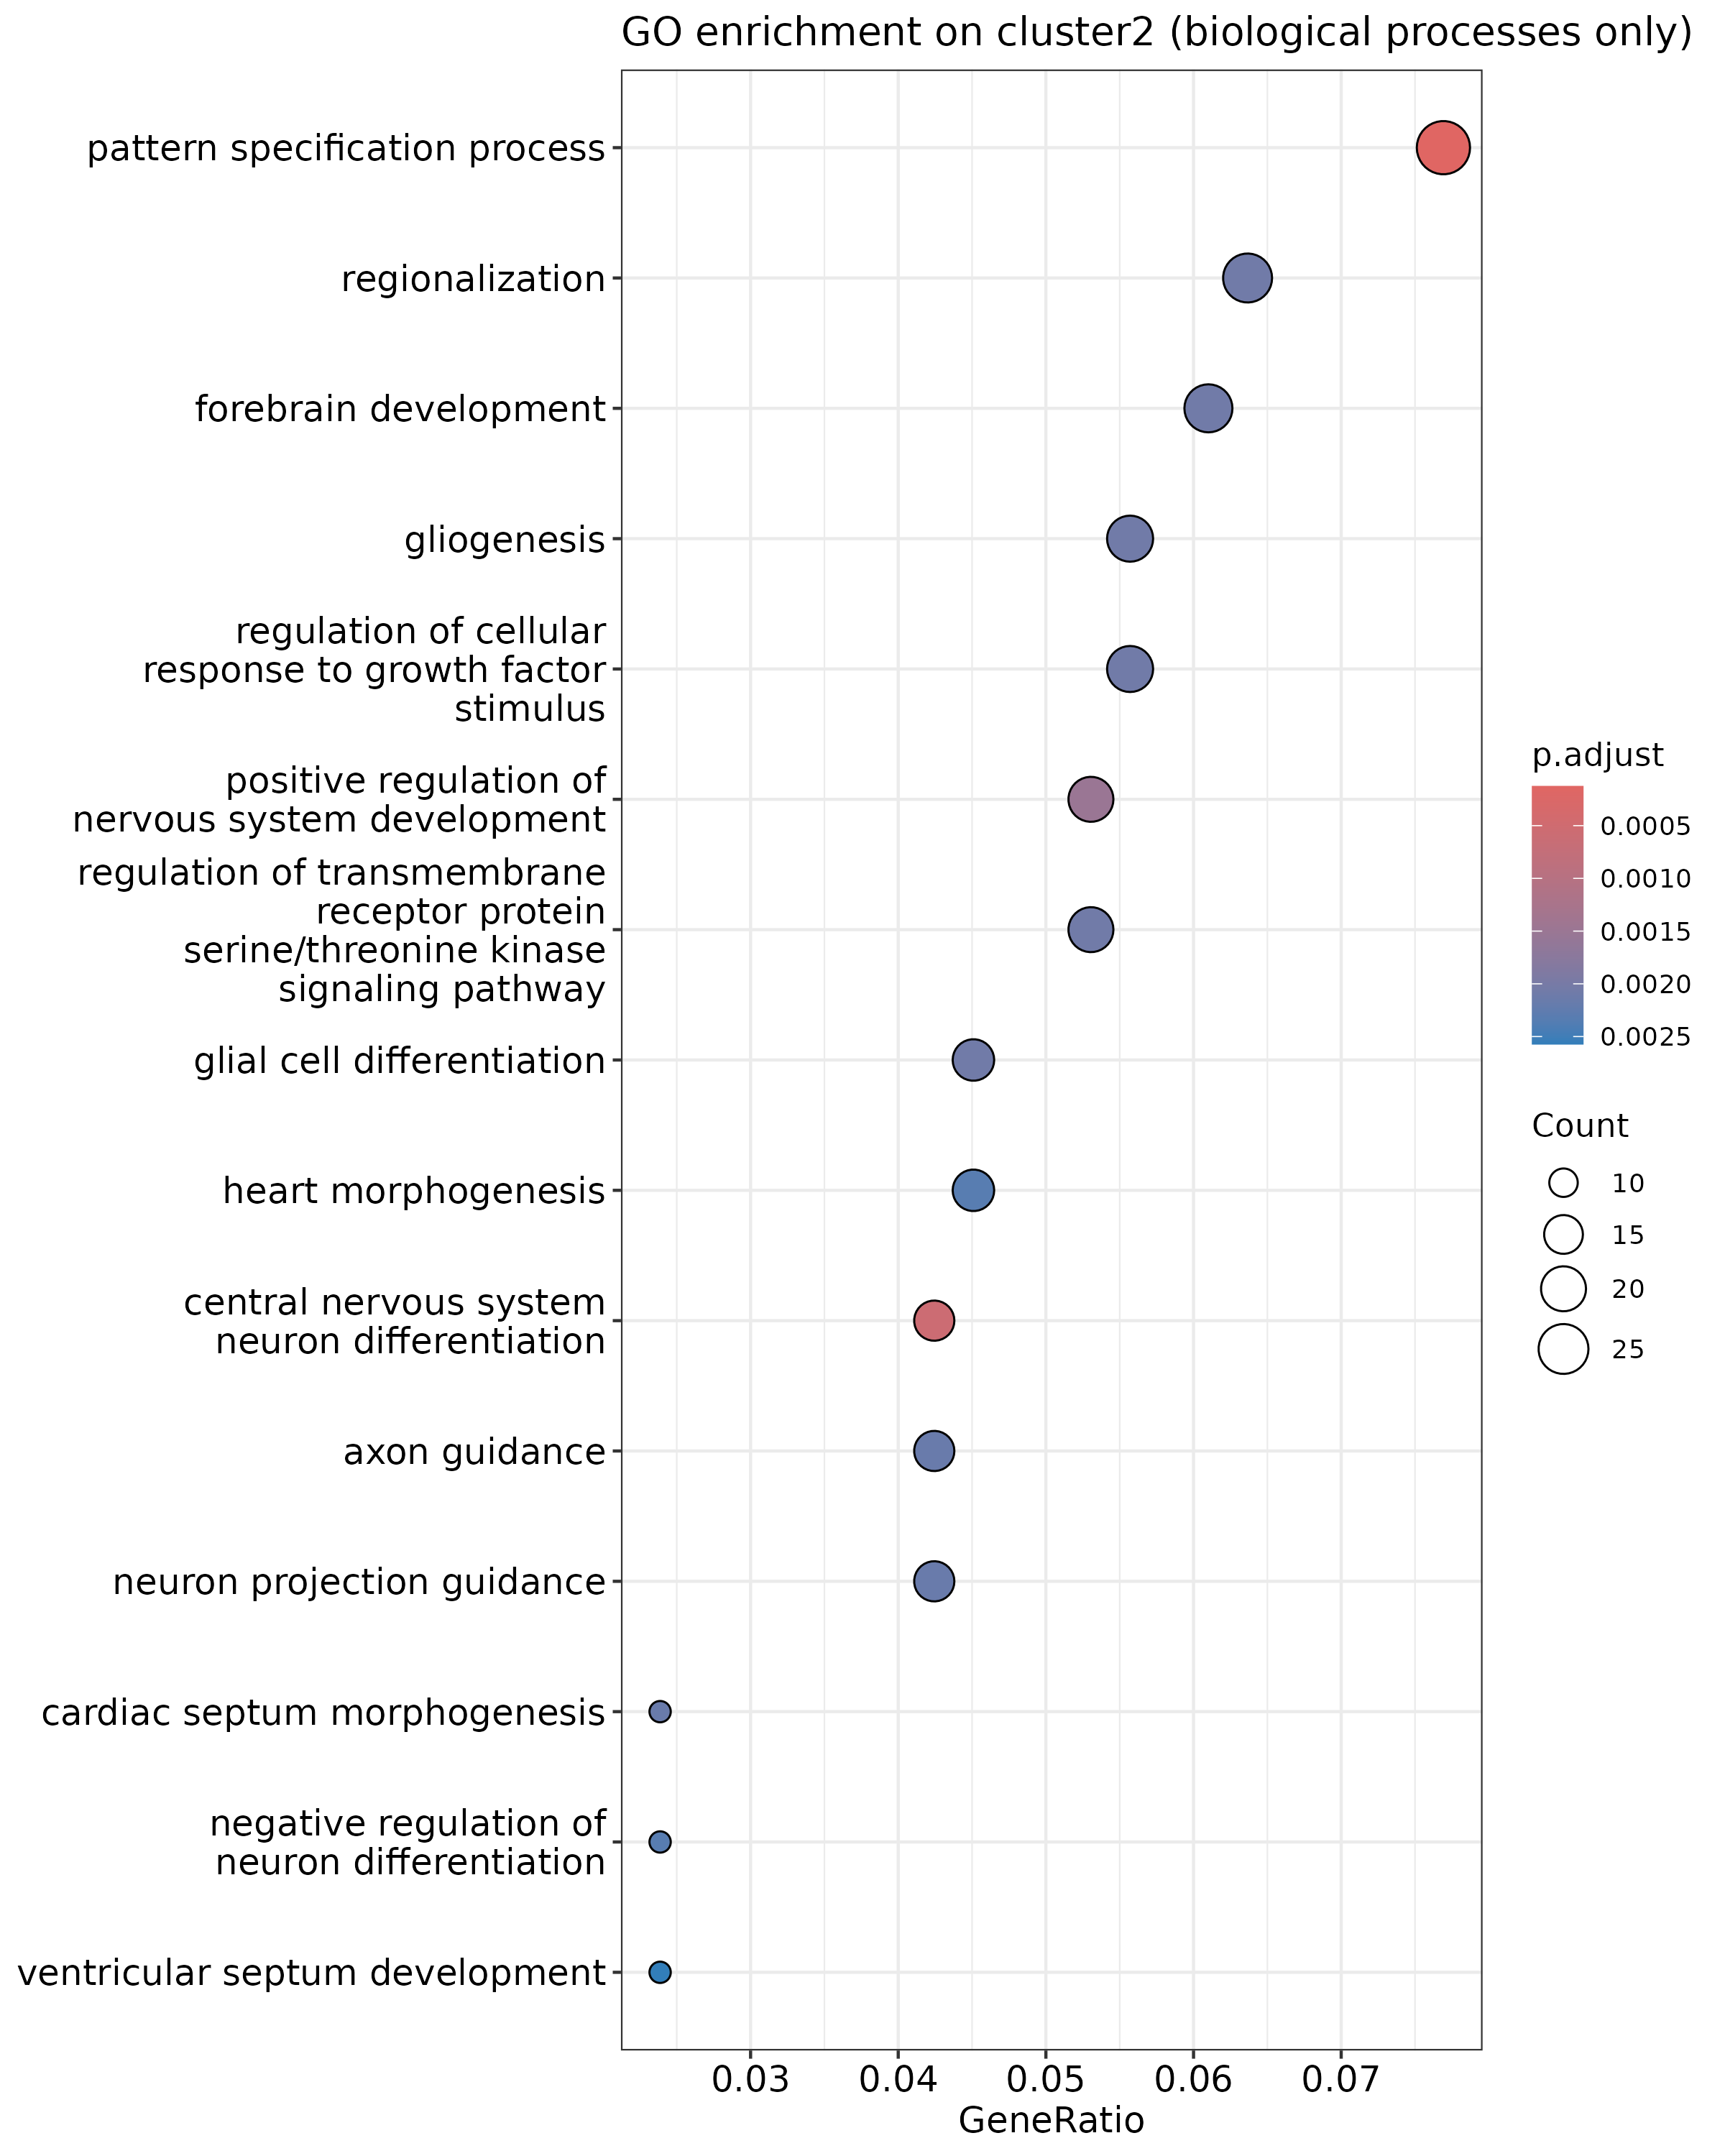 GO enrichment on cluster2 (biological processes only)
pattern specification process
regionalization
forebrain development
gliogenesis
regulation of cellular
response to growth factor
stimulus
positive regulation of
nervous system development
regulation of transmembrane
receptor protein
serine/threonine kinase
signaling pathway
glial cell differentiation
heart morphogenesis
central nervous system
neuron differentiation
axon guidance
neuron projection guidance
cardiac septum morphogenesis
negative regulation of
neuron differentiation
ventricular septum development
0.03
0.04
0.05
0.06
0.07
GeneRatio
p.adjust
0.0005
0.0010
0.0015
0.0020
0.0025
Count
10
15
20
25